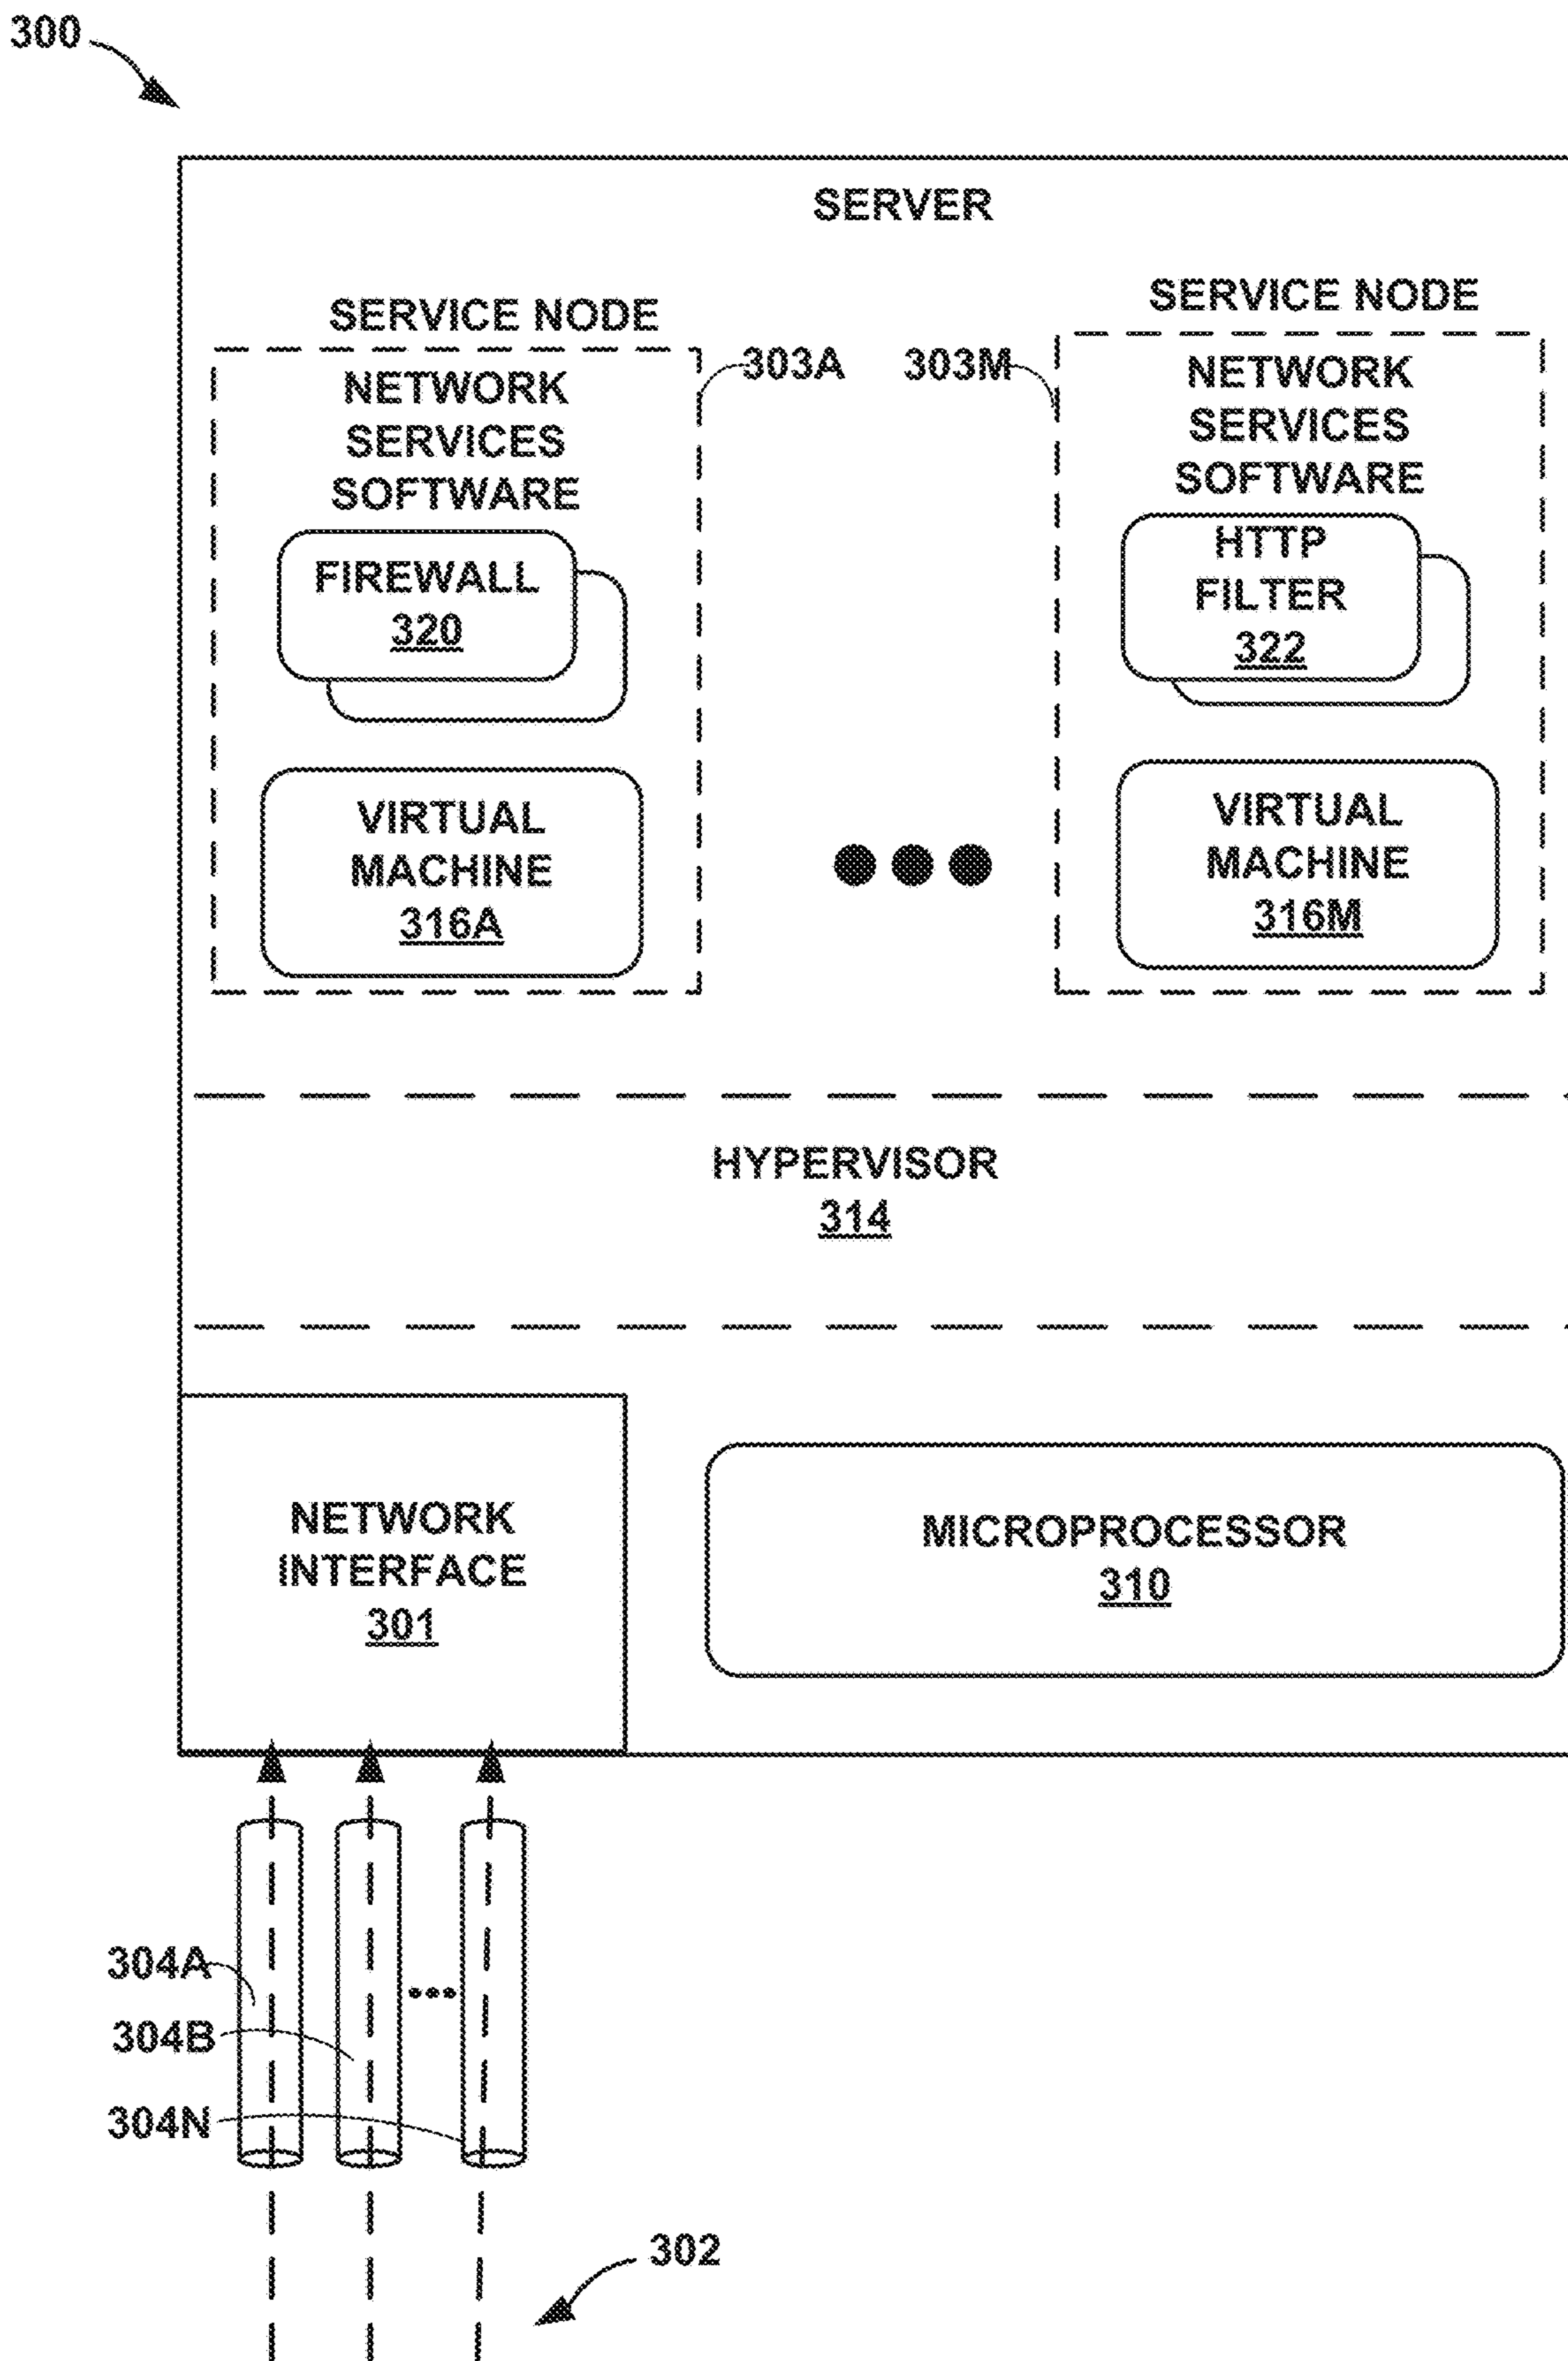 300
SERVER
SERVICE NODE
NETWORK
SERVICES
SOFTWARE
FIREWALL
320
VIRTUAL
MACHINE
316A
303A
303M
SERVICE NODE
NETWORK
SERVICES
SOFTWARE
HTTP
FILTER
322
VIRTUAL
MACHINE
316M
HYPERVISOR
314
NETWORK
INTERFACE
301
MICROPROCESSOR
310
304A
304B
304N
302